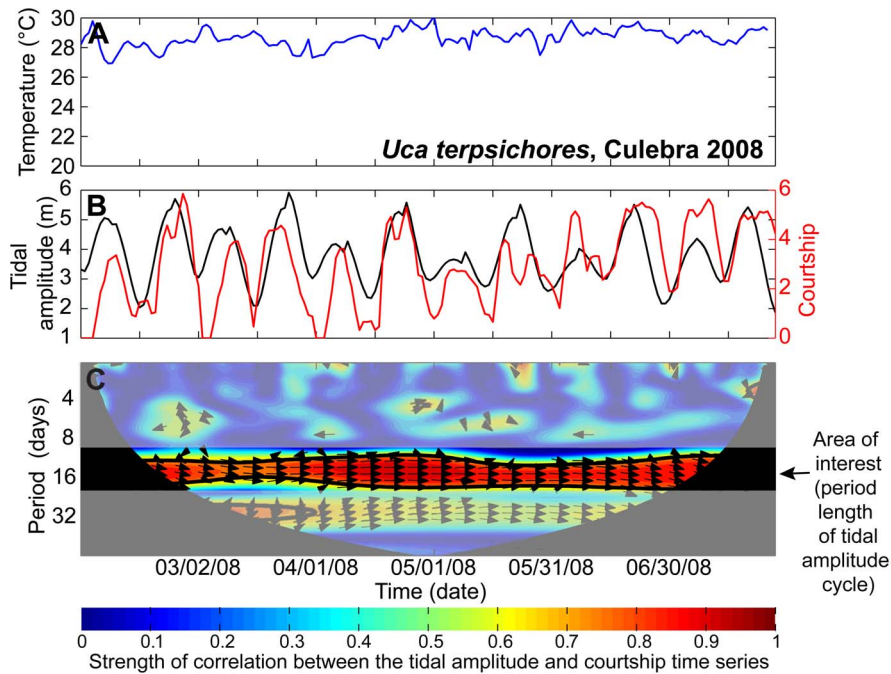 A
Temperature (°C)
30
28
26
24
22
20
Uca terpsichores, Culebra 2008
B
Tidal
amplitude (m)
6
5
4
3
2
1
6
4
2
0
Courtship
C
Period (days)
4
8
16
32
Area of
interest
(period
length
of tidal
amplitude
cycle)
03/02/08 04/01/08 05/01/08 05/31/08 06/30/08
Time (date)
0 0.1 0.2 0.3 0.4 0.5 0.6 0.7 0.8 0.9 1
Strength of correlation between the tidal amplitude and courtship time series